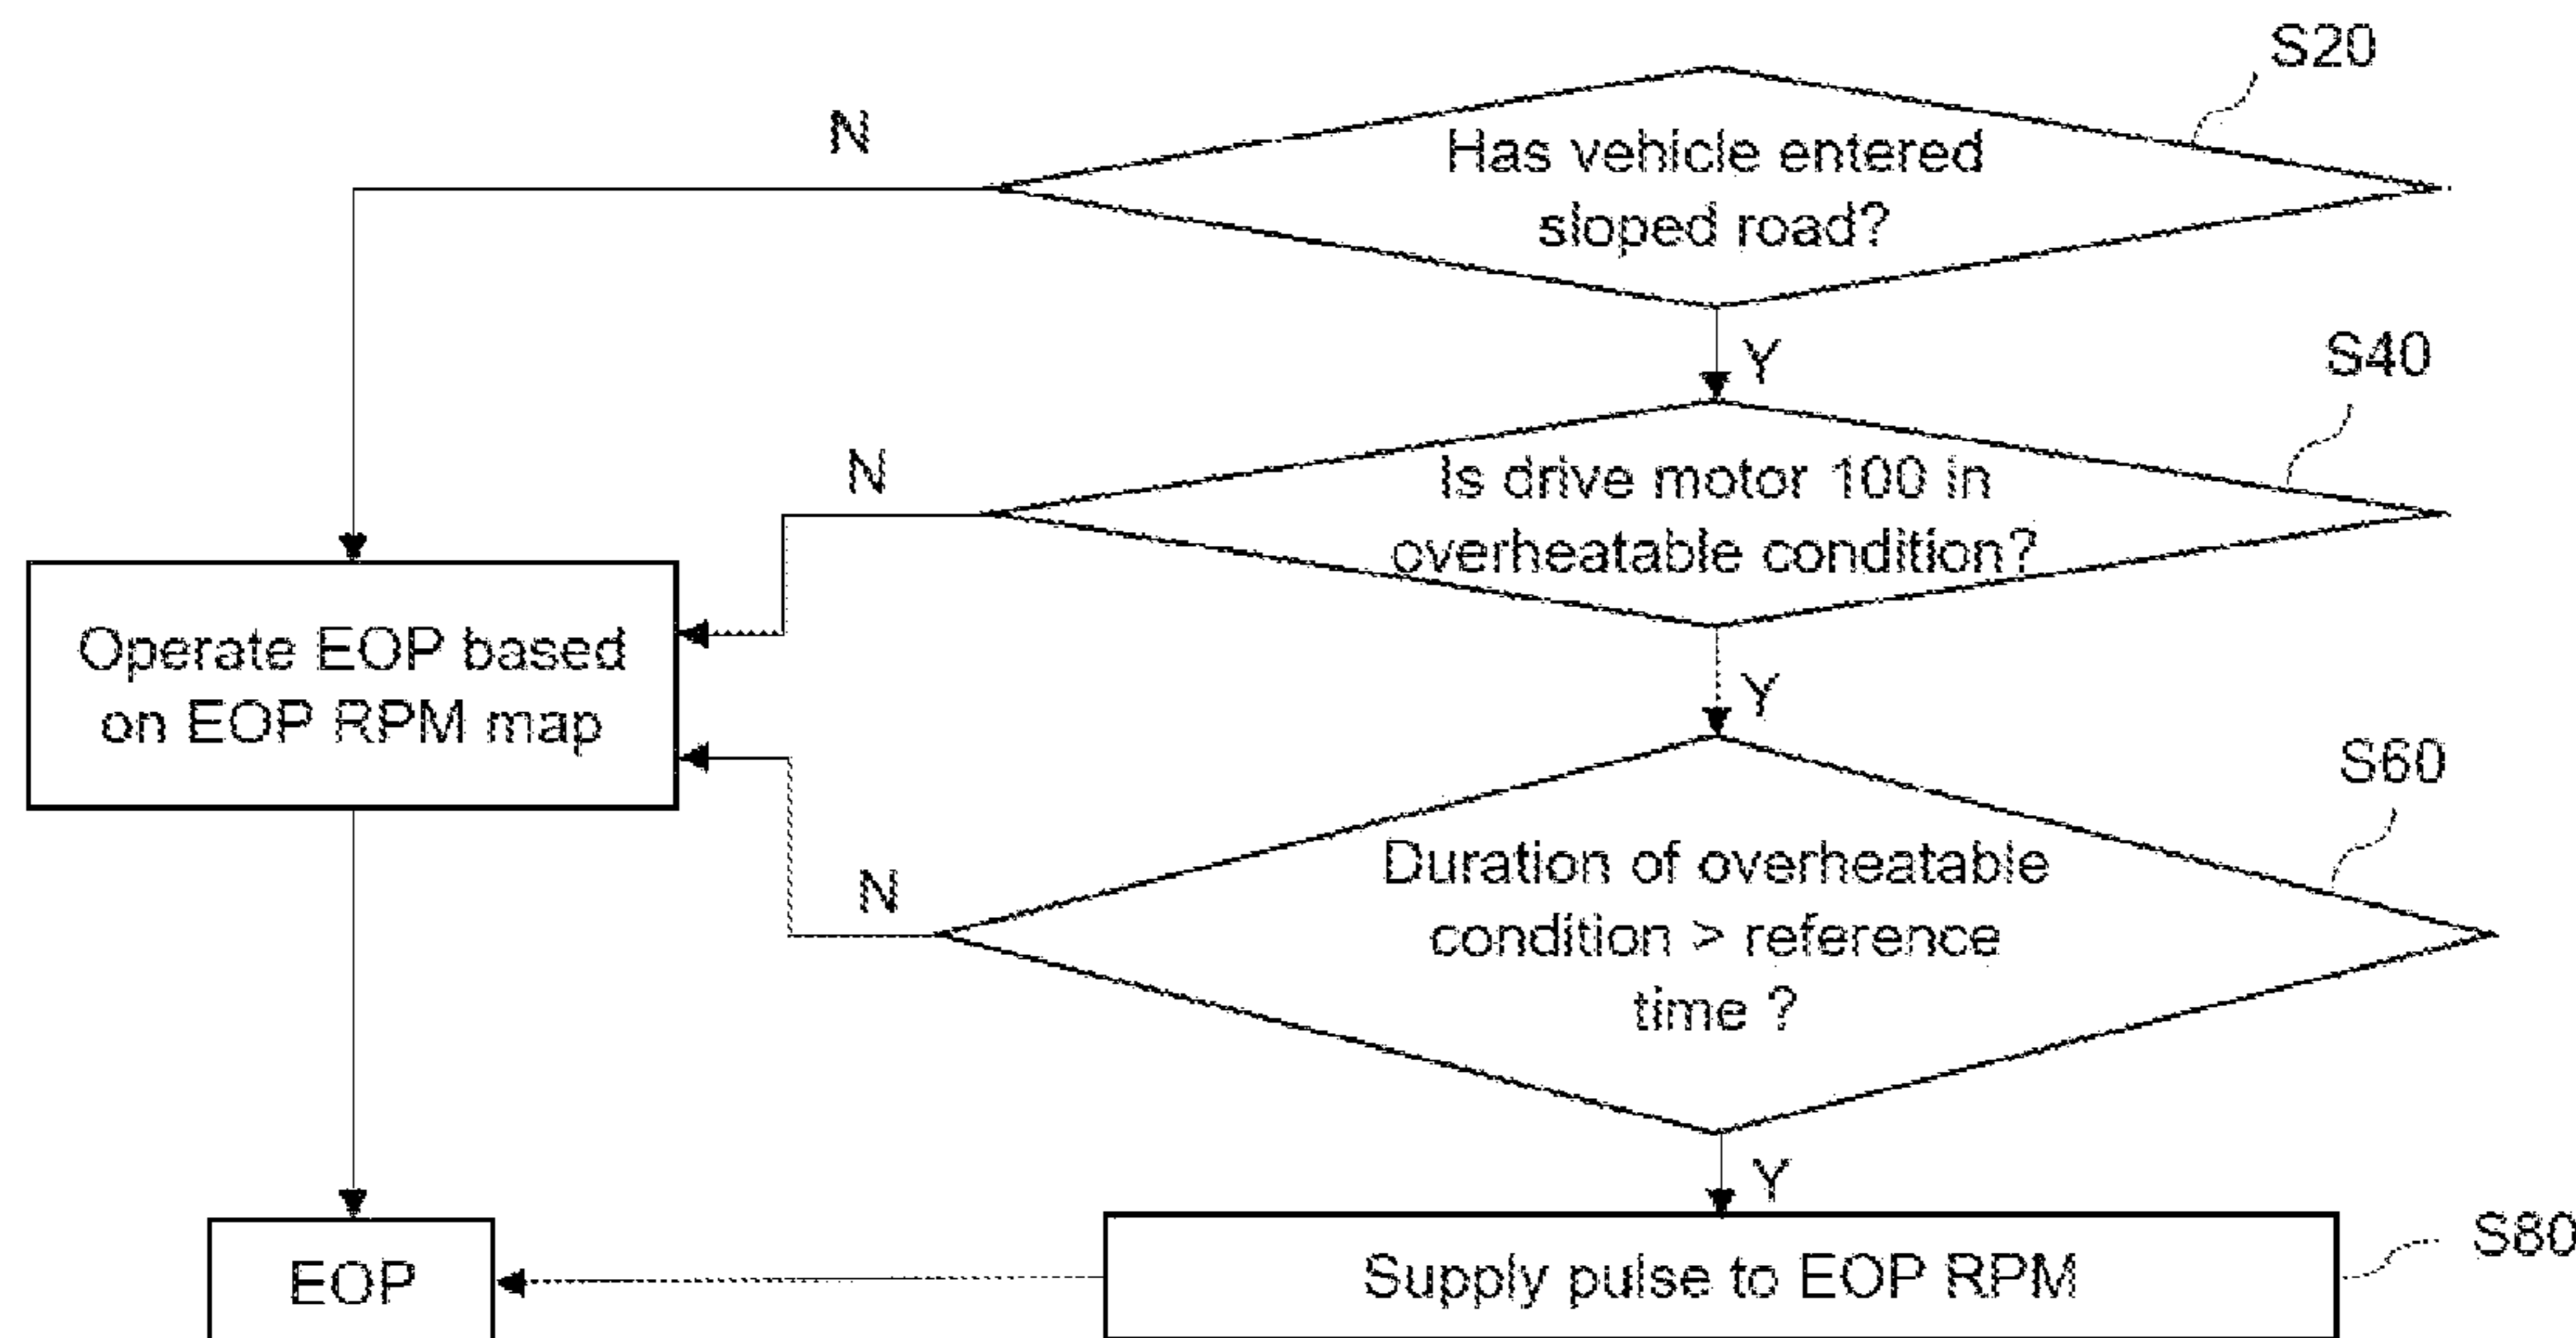 S20
N
Has vehicle entered
sloped road?
Y
S40
N
Is drive motor 100 in
overheatable condition?
Operate EOP based
on EOP RPM map
Y
S60
N
Duration of overheatable
condition > reference
time ?
Y
S80
EOP
Supply pulse to EOP RPM